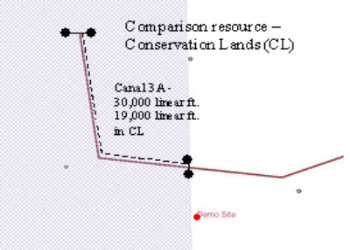 Comparison resource –
Conservation Lands (CL)
Canal 3 A -
30,000 linear ft.
19,000 linear ft.
in CL
Demo Site